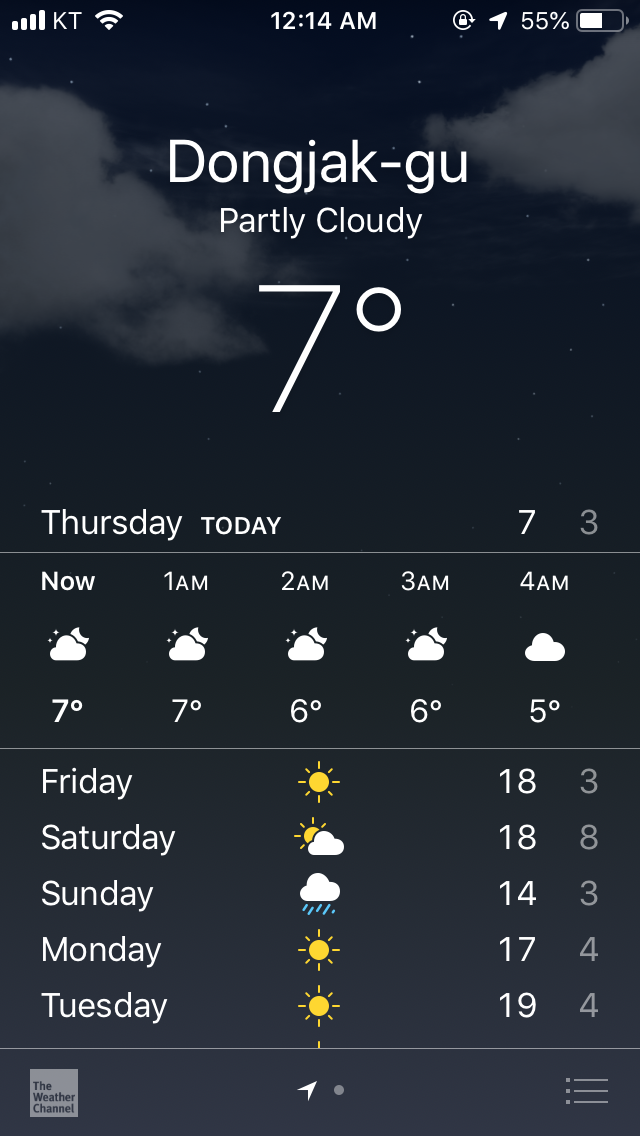 KT 12:14 AM 55%
Dongjak-gu
Partly Cloudy
7°
Thursday TODAY 7 3
Now 1AM 2AM 3AM 4AM
7° 7° 6° 6° 5°
Friday 18 3
Saturday 18 8
Sunday 14 3
Monday 17 4
Tuesday 19 4
The
Weather
Channel